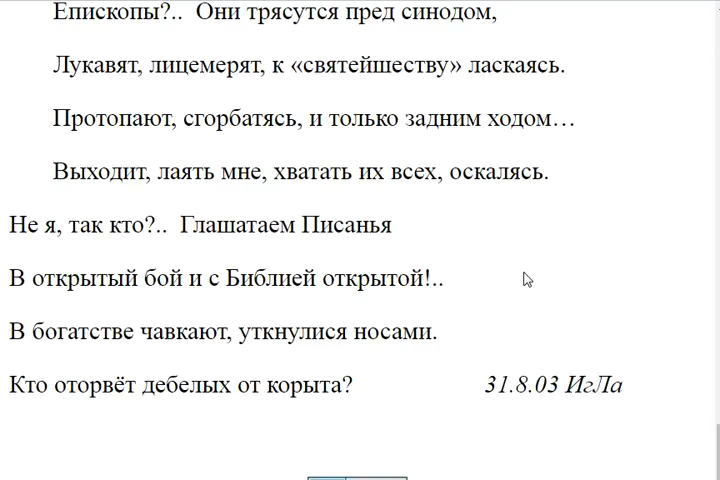 Епископы?..  Они трясутся пред синодом,
Лукавят, лицемерят, к «святейшеству» ласкаясь.
Протопают, сгорбатясь, и только задним ходом…
Выходит, лаять мне, хватать их всех, оскалясь.
Не я, так кто?..  Глашатаем Писанья
В открытый бой и с Библией открытой!..
В богатстве чавкают, уткнулися носами.
Кто оторвёт дебелых от корыта? 31.8.03 ИгЛа